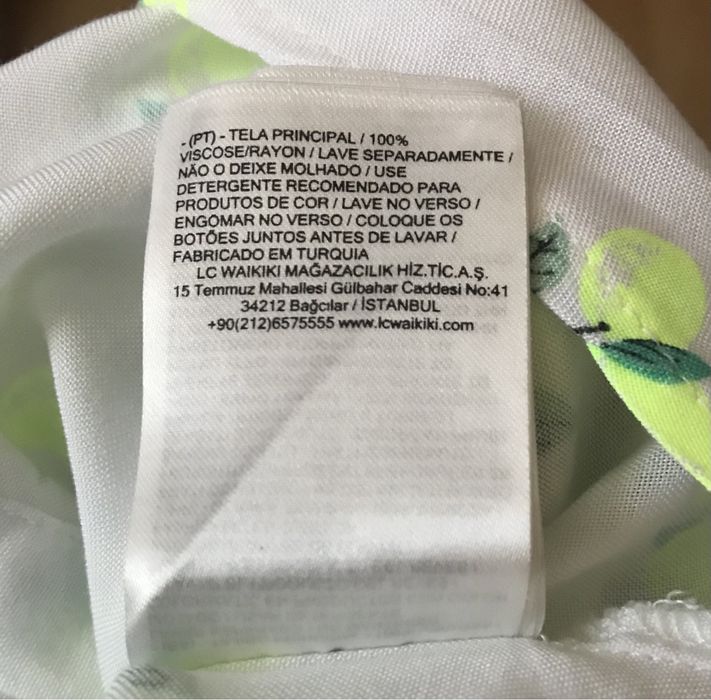 - (PT) - TELA PRINCIPAL / 100%
VISCOSE/RAYON / LAVE SEPARADAMENTE /
NÃO O DEIXE MOLHADO / USE
DETERGENTE RECOMENDADO PARA
PRODUTOS DE COR / LAVE NO VERSO /
ENGOMAR NO VERSO / COLOQUE OS
BOTÕES JUNTOS ANTES DE LAVAR /
FABRICADO EM TURQUIA
LC WAIKIKI MAĞAZACILIK HİZ.TİC.A.Ş.
15 Temmuz Mahallesi Gülbahar Caddesi No:41
34212 Bağcılar / İSTANBUL
+90(212)6575555 www.lcwaikiki.com